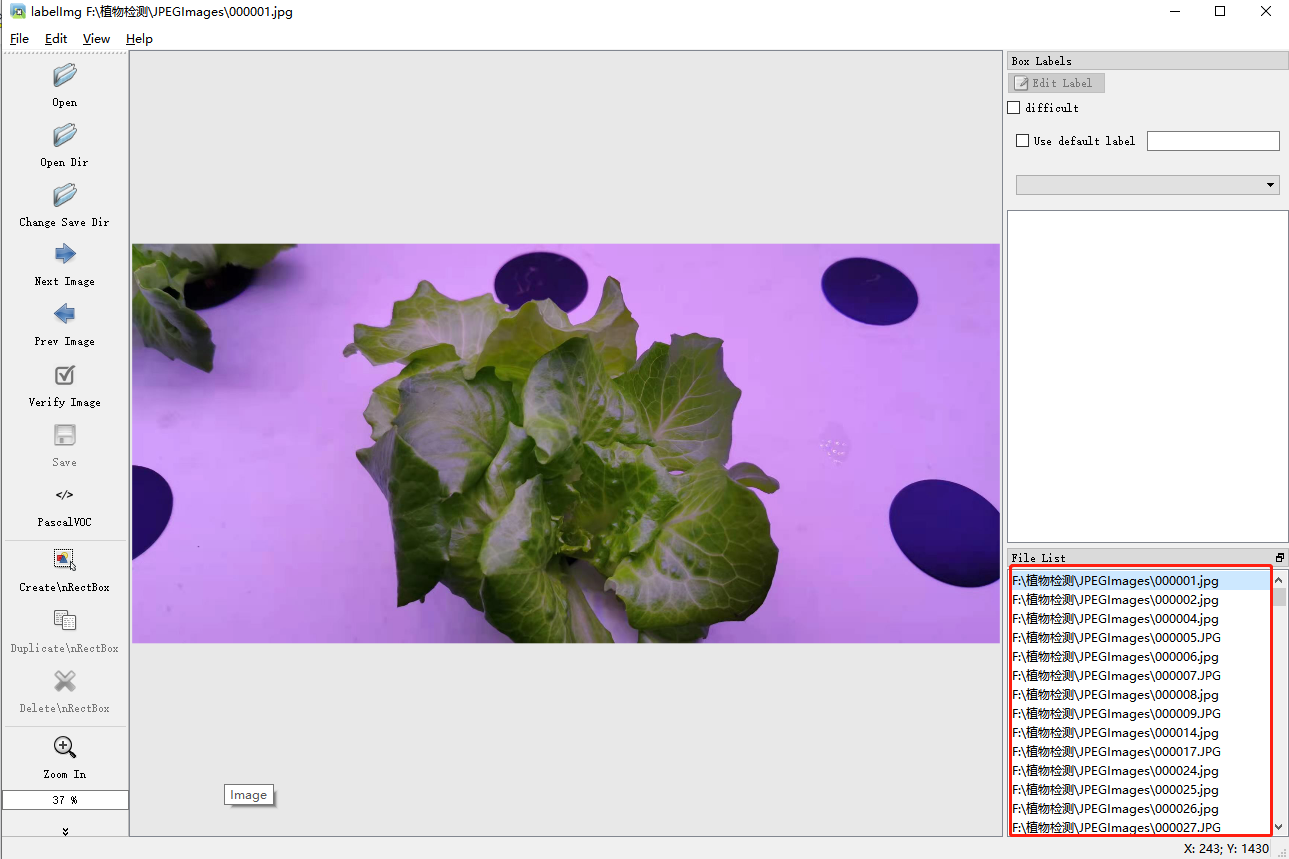 labelImg F:\植物检测\JPEGImages\000001.jpg
File Edit View Help
Open
Open Dir
Change Save Dir
Next Image
Prev Image
Verify Image
Save
</>
PascalVOC
Create\nRectBox
Duplicate\nRectBox
Delete\nRectBox
Zoom In
37 %
Image
Box Labels
Edit Label
difficult
Use default label
File List
F:\植物检测\JPEGImages\000001.jpg
F:\植物检测\JPEGImages\000002.jpg
F:\植物检测\JPEGImages\000004.jpg
F:\植物检测\JPEGImages\000005.JPG
F:\植物检测\JPEGImages\000006.jpg
F:\植物检测\JPEGImages\000007.JPG
F:\植物检测\JPEGImages\000008.jpg
F:\植物检测\JPEGImages\000009.JPG
F:\植物检测\JPEGImages\000014.jpg
F:\植物检测\JPEGImages\000017.JPG
F:\植物检测\JPEGImages\000024.jpg
F:\植物检测\JPEGImages\000025.jpg
F:\植物检测\JPEGImages\000026.jpg
F:\植物检测\JPEGImages\000027.JPG
X: 243; Y: 1430